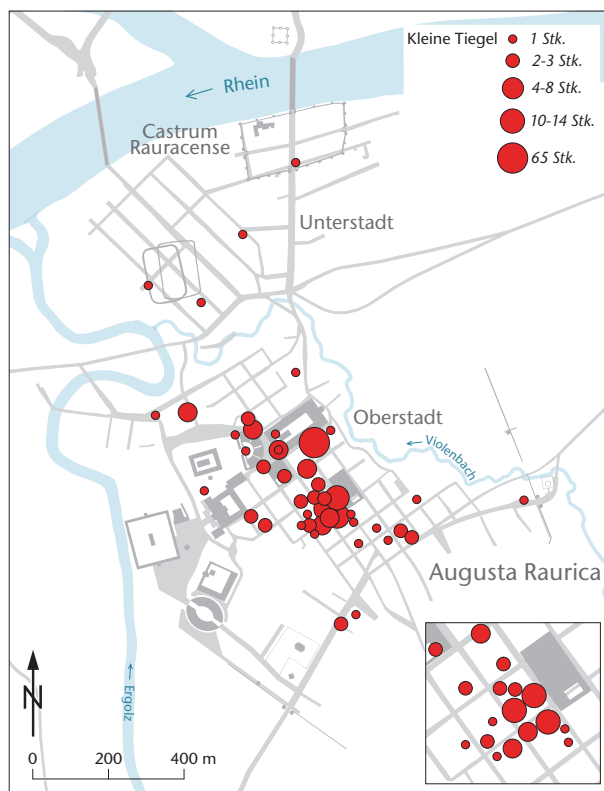 Kleine Tiegel
1 Stk.
2-3 Stk.
4-8 Stk.
10-14 Stk.
65 Stk.
Rhein
Castrum
Rauracense
Unterstadt
Oberstadt
Violenbach
Augusta Raurica
Ergolz
N
0 200 400 m